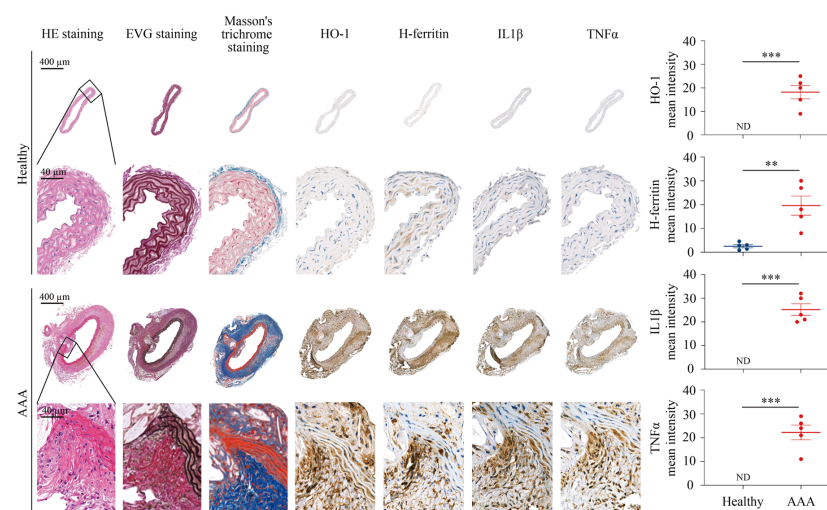 HE staining
EVG staining
Masson's
trichrome
staining
HO-1
H-ferritin
IL1β
TNFα
Healthy
400 µm
40 µm
AAA
400 µm
40 µm
HO-1
mean intensity
40
30
20
10
0
***
ND
H-ferritin
mean intensity
40
30
20
10
0
**
IL1β
mean intensity
40
30
20
10
0
***
ND
TNFα
mean intensity
40
30
20
10
0
***
ND
Healthy
AAA